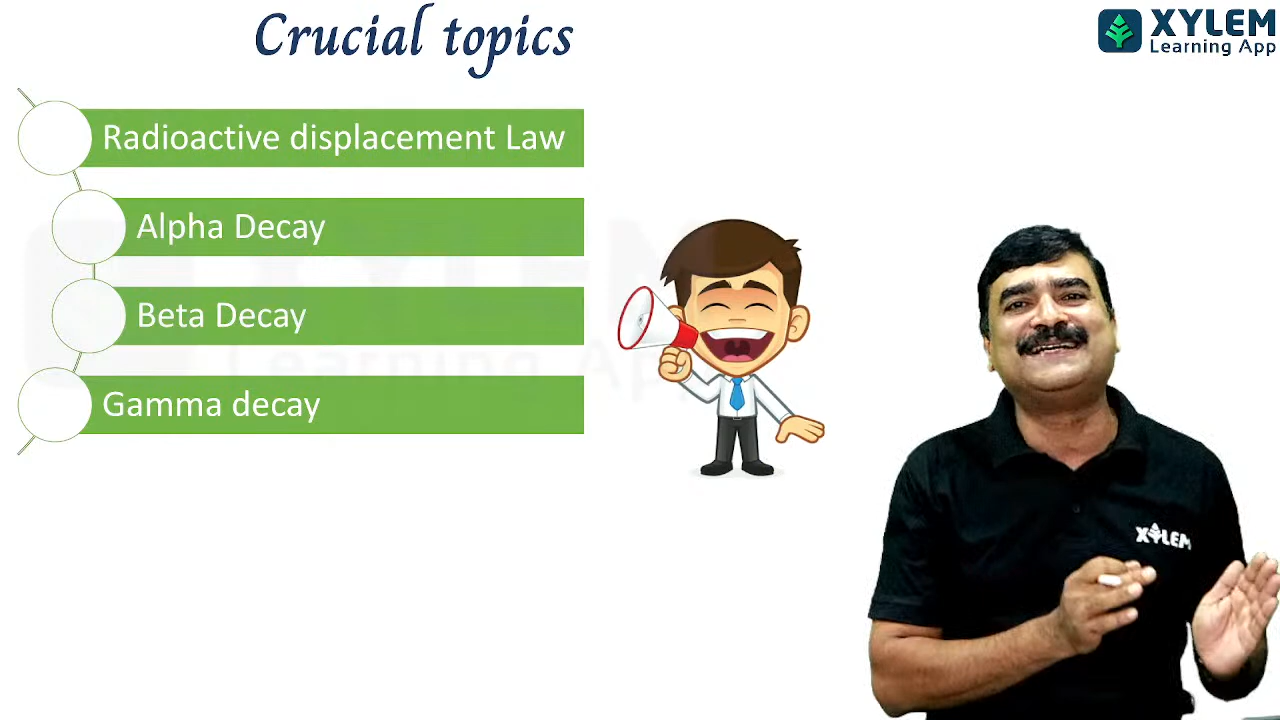 Crucial topics
XYLEM
Learning App
Radioactive displacement Law
Alpha Decay
Beta Decay
Gamma decay
XYLEM